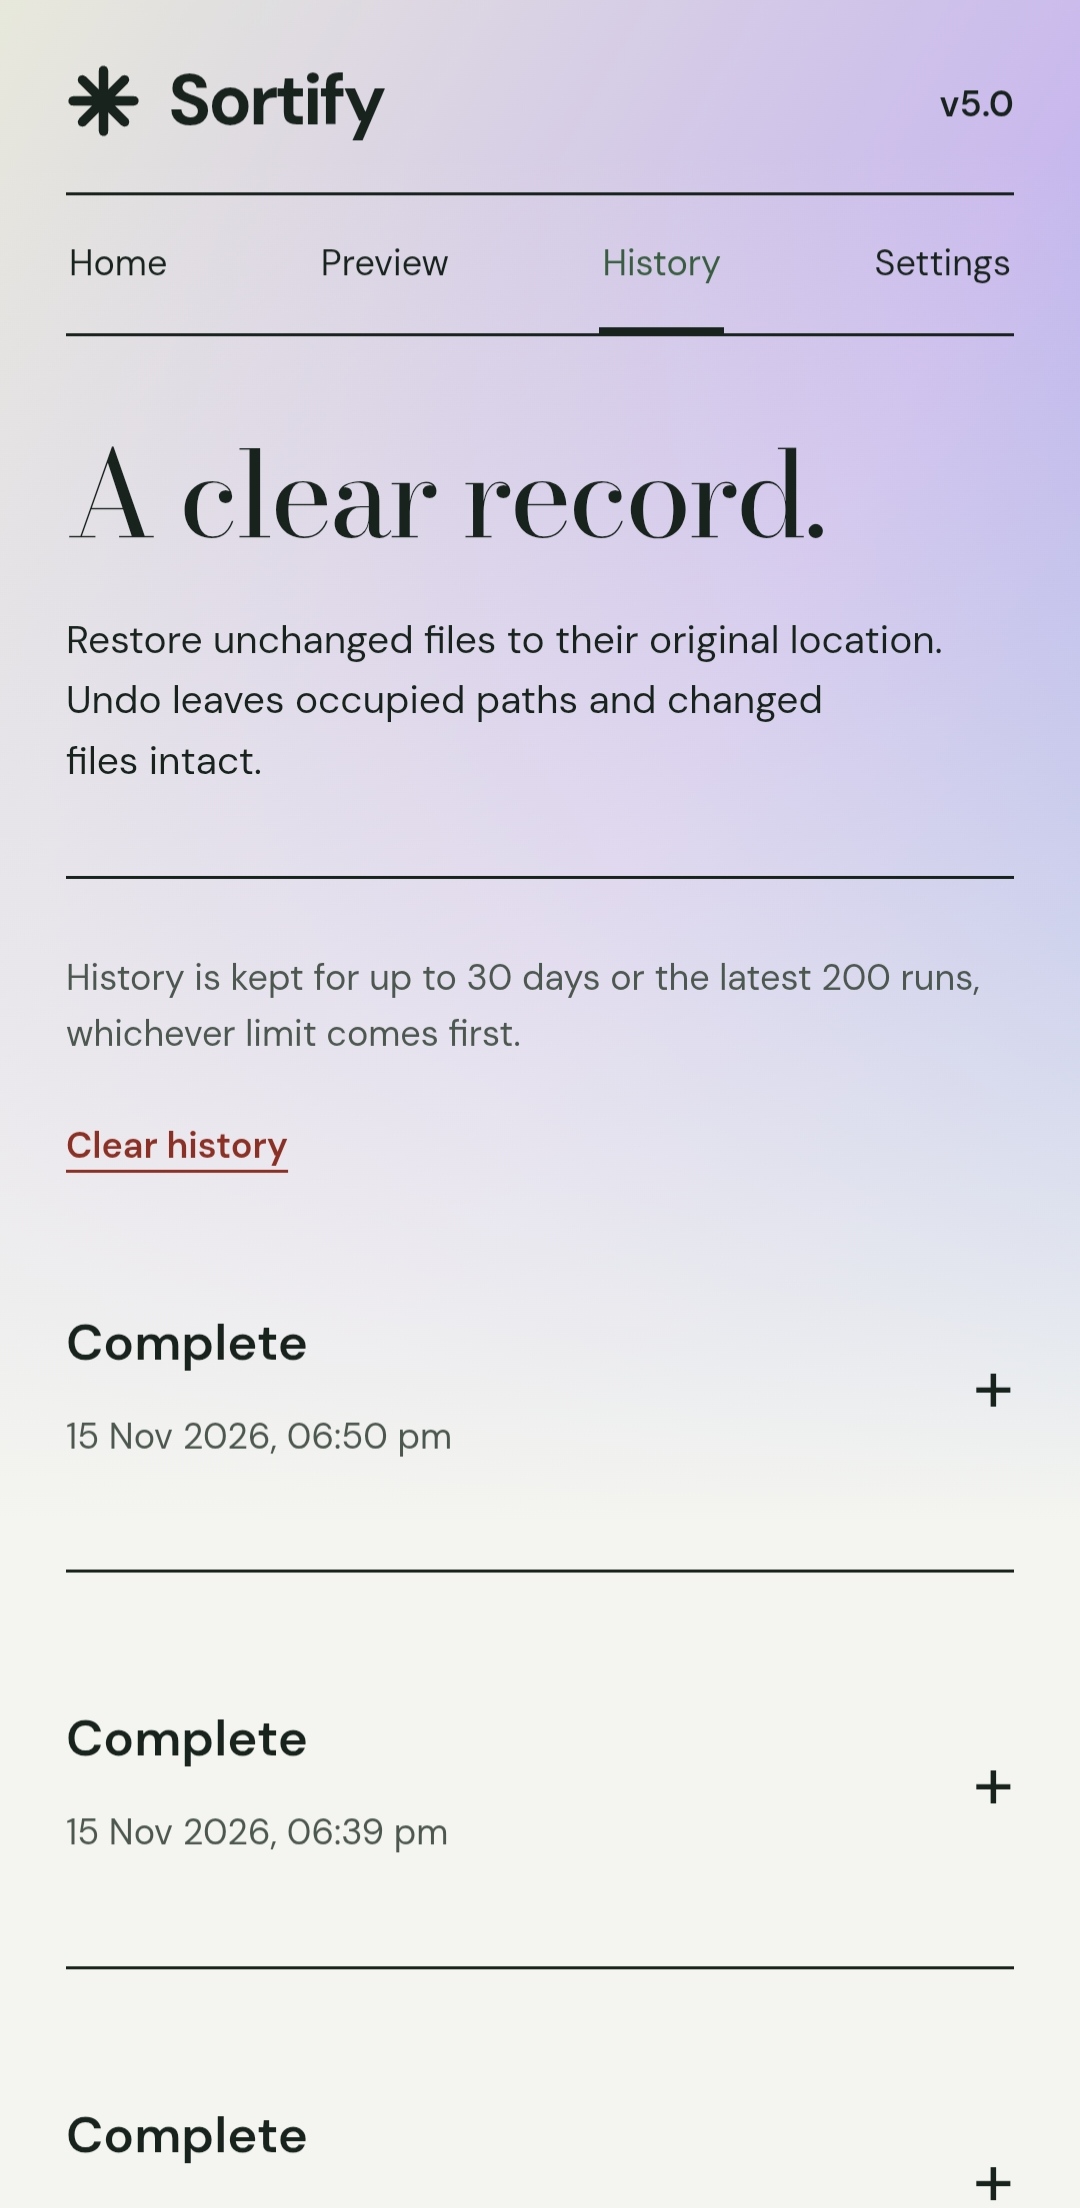 Sortify
v5.0
Home Preview History Settings
A clear record.
Restore unchanged files to their original location.
Undo leaves occupied paths and changed
files intact.
History is kept for up to 30 days or the latest 200 runs,
whichever limit comes first.
Clear history
Complete
+
15 Nov 2026, 06:50 pm
Complete
+
15 Nov 2026, 06:39 pm
Complete
+